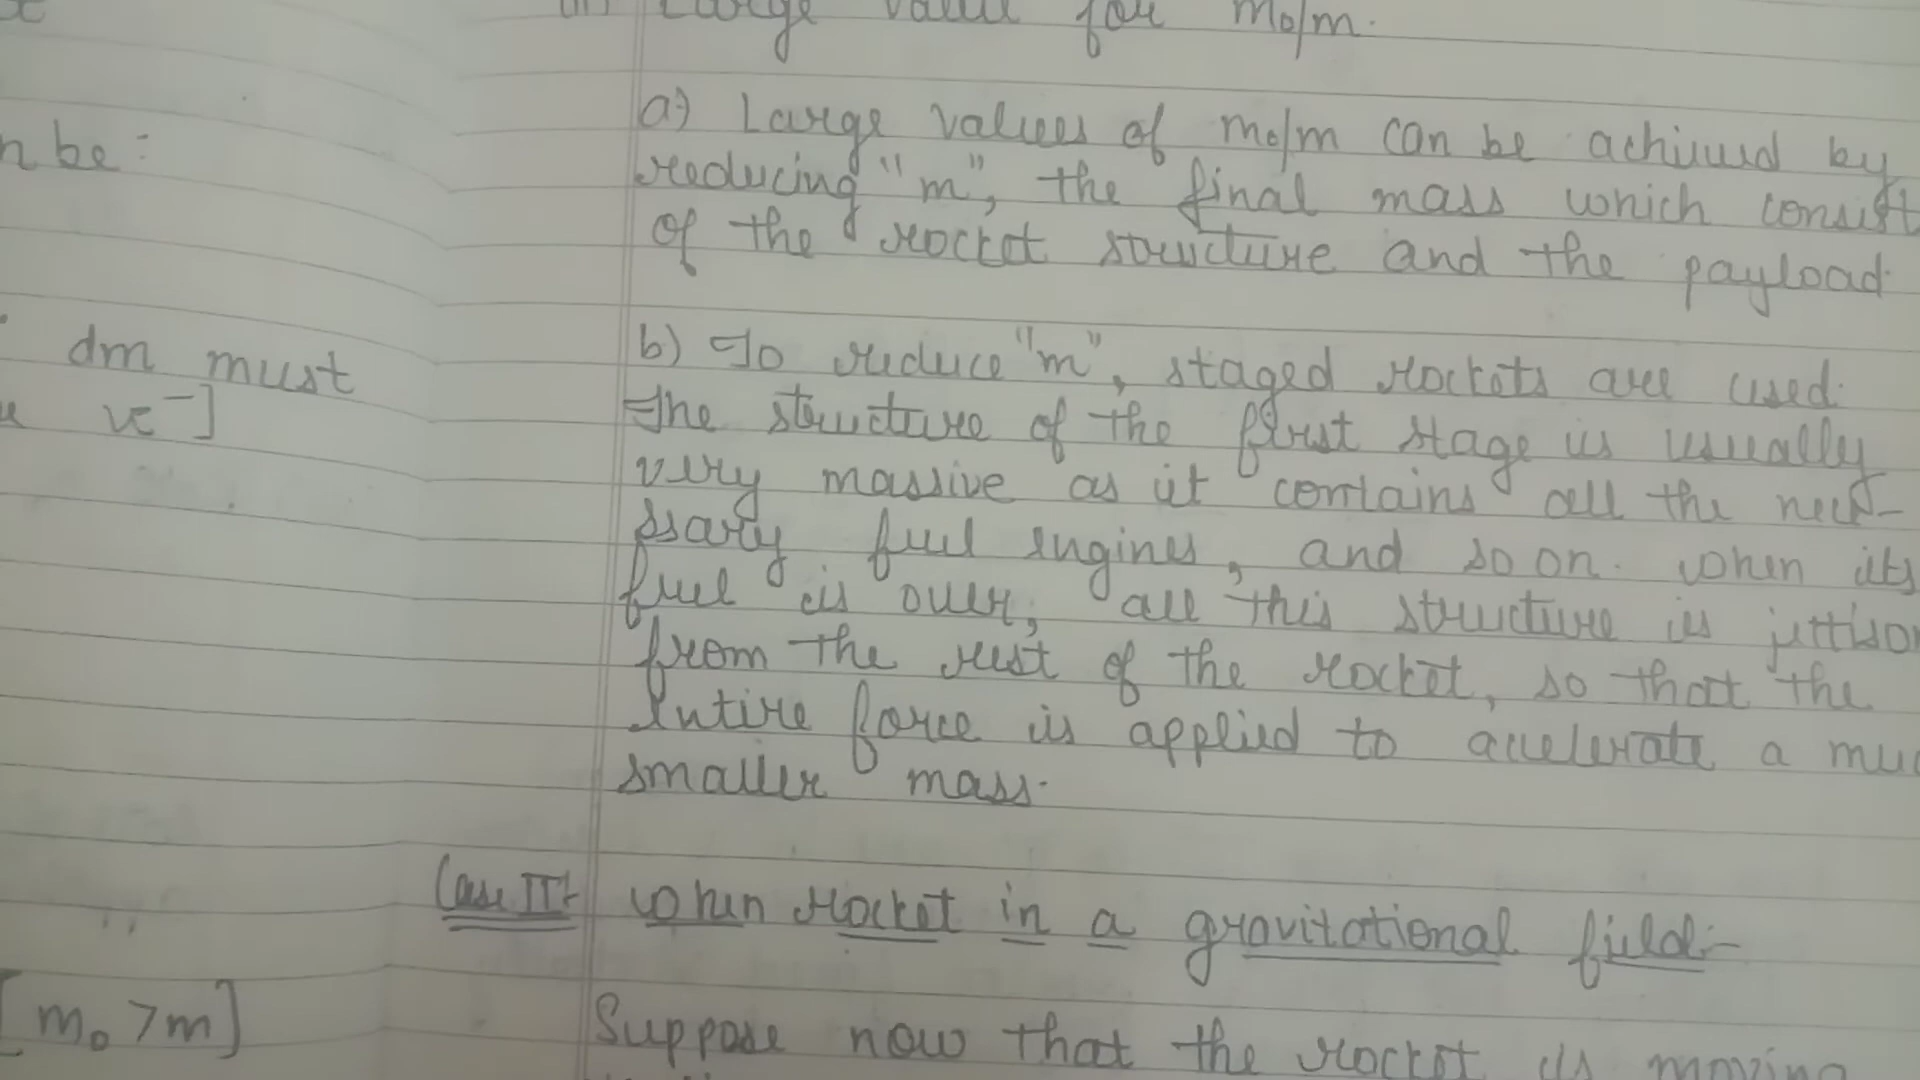 n be:
dm must
ve⁻]
[m₀ > m]
Large value for m₀/m.
a) Large values of m₀/m can be achieved by
reducing "m", the final mass which consist
of the rocket structure and the payload.
b) To reduce "m", staged rockets are used.
The structure of the first stage is usually
very massive as it contains all the nece-
ssary fuel engines, and so on. when its
fuel is over, all this structure is jettison
from the rest of the rocket, so that the
entire force is applied to accelerate a muc
smaller mass.
Case II:- when rocket in a gravitational field:-
Suppose now that the rocket is moving